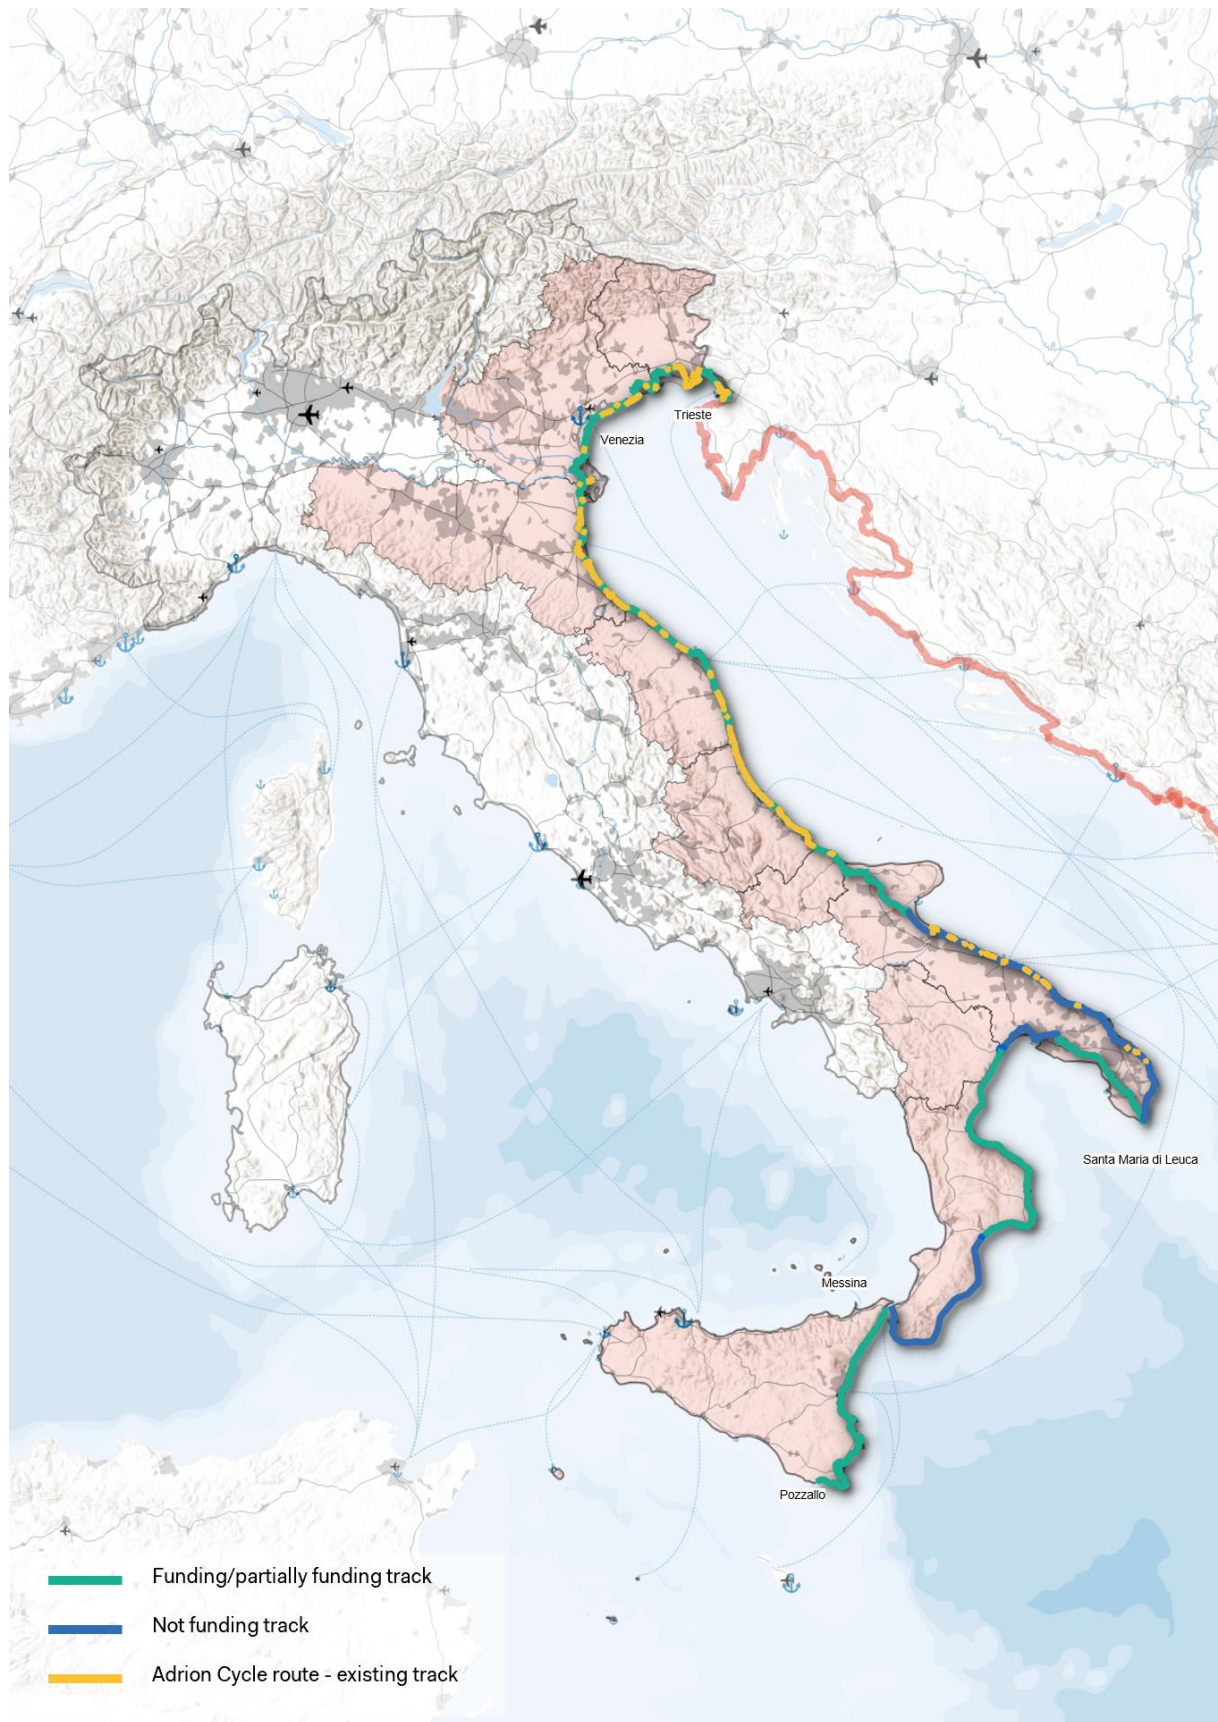 Trieste
Venezia
Santa Maria di Leuca
Messina
Pozzallo
Funding/partially funding track
Not funding track
Adrion Cycle route - existing track